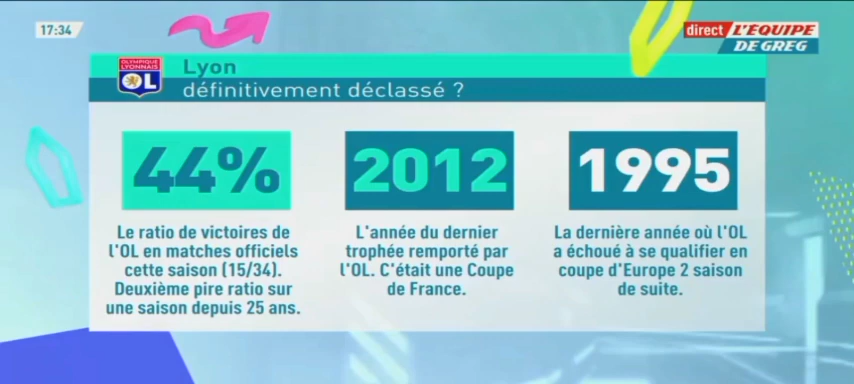 17:34
direct L'ÉQUIPE
DE GREG
OLYMPIQUE
LYONNAIS
OL
Lyon
définitivement déclassé ?
44%
Le ratio de victoires de
l'OL en matches officiels
cette saison (15/34).
Deuxième pire ratio sur
une saison depuis 25 ans.
2012
L'année du dernier
trophée remporté par
l'OL. C'était une Coupe
de France.
1995
La dernière année où l'OL
a échoué à se qualifier en
coupe d'Europe 2 saison
de suite.